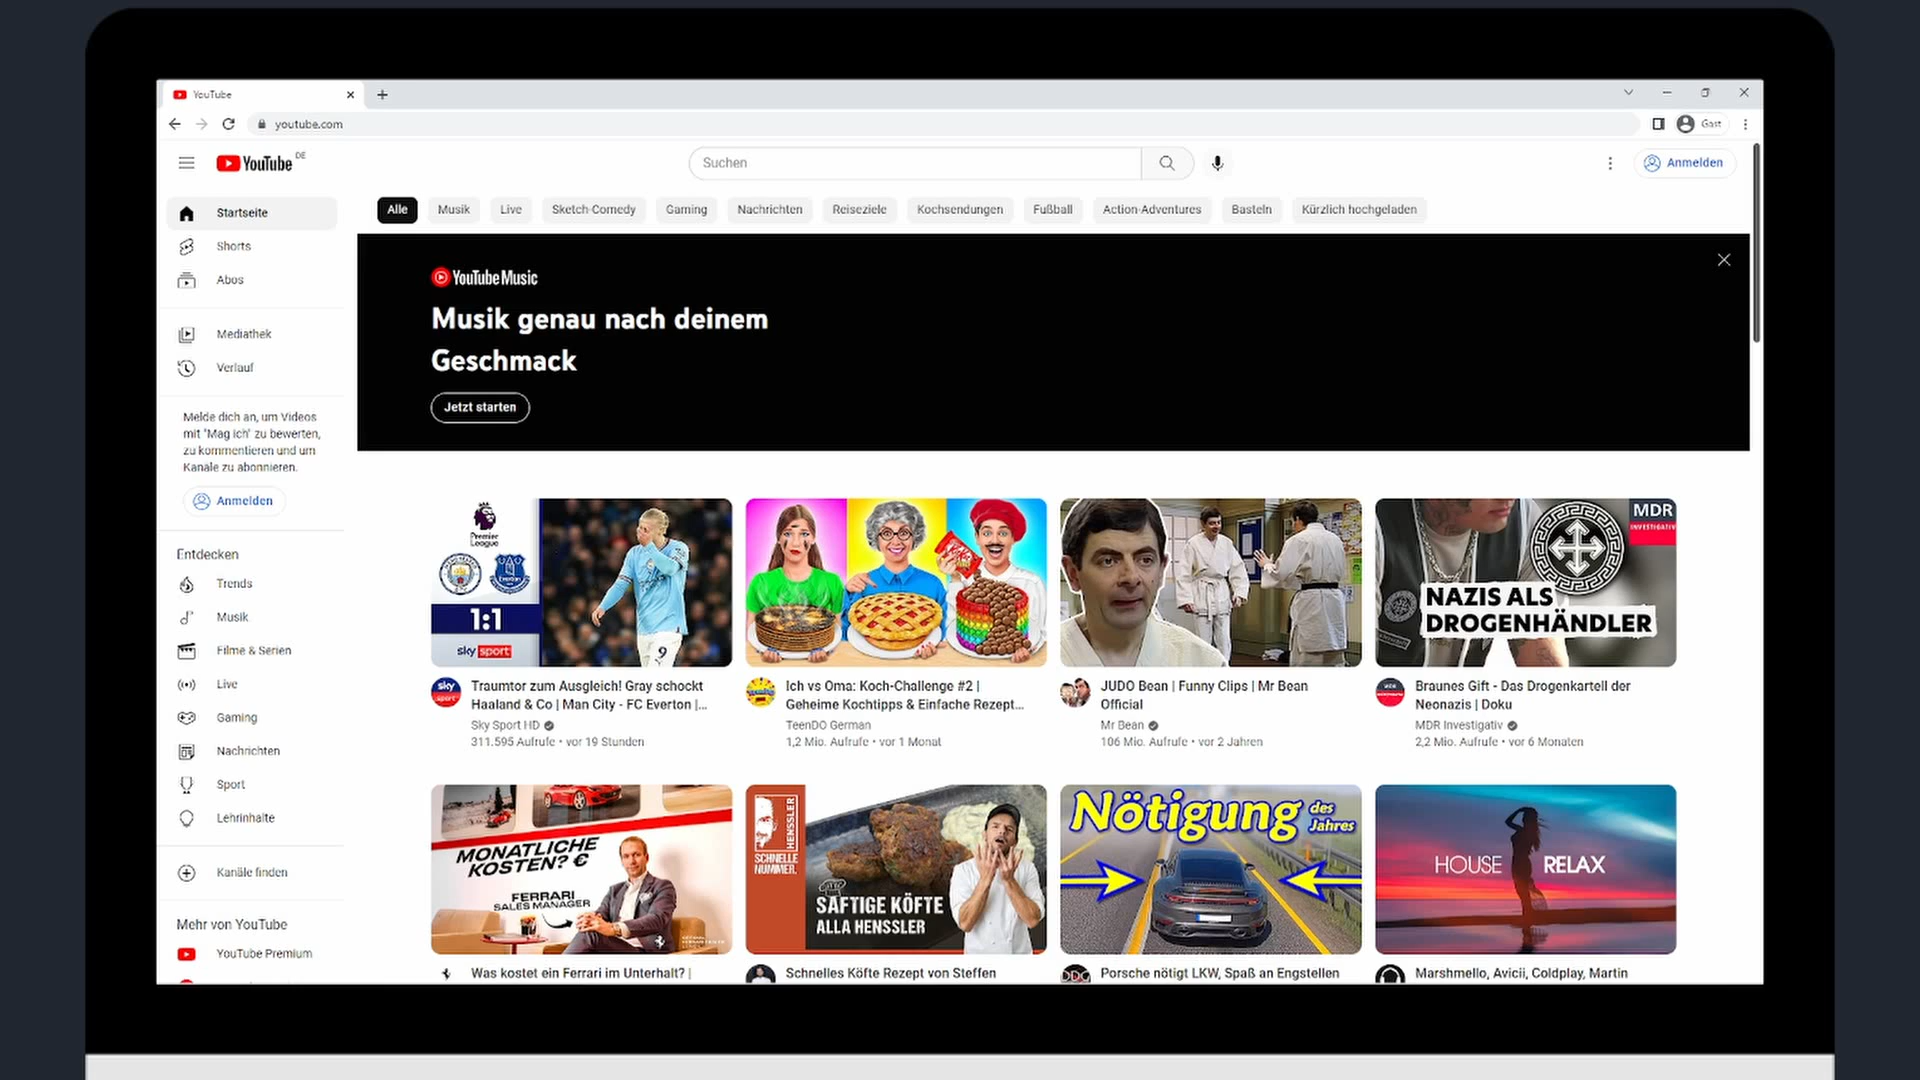 YouTube
youtube.com
Gast
YouTube DE
Suchen
Anmelden
Startseite
Shorts
Abos
Mediathek
Verlauf
Melde dich an, um Videos
mit "Mag ich" zu bewerten,
zu kommentieren und um
Kanäle zu abonnieren.
Anmelden
Entdecken
Trends
Musik
Filme & Serien
Live
Gaming
Nachrichten
Sport
Lehrinhalte
Kanäle finden
Mehr von YouTube
YouTube Premium
Alle Musik Live Sketch-Comedy Gaming Nachrichten Reiseziele Kochsendungen Fußball Action-Adventures Basteln Kürzlich hochgeladen
YouTube Music
Musik genau nach deinem
Geschmack
Jetzt starten
Premier
League
Everton
1:1
sky sport
9
sky
Traumtor zum Ausgleich! Gray schockt
Haaland & Co | Man City - FC Everton |...
Sky Sport HD
311.595 Aufrufe • vor 19 Stunden
Ich vs Oma: Koch-Challenge #2 |
Geheime Kochtipps & Einfache Rezept...
TeenDO German
1,2 Mio. Aufrufe • vor 1 Monat
JUDO Bean | Funny Clips | Mr Bean
Official
Mr Bean
106 Mio. Aufrufe • vor 2 Jahren
MDR
INVESTIGATIV
NAZIS ALS
DROGENHÄNDLER
Braunes Gift - Das Drogenkartell der
Neonazis | Doku
MDR Investigativ
2,2 Mio. Aufrufe • vor 6 Monaten
MONATLICHE
KOSTEN? €
FERRARI
SALES MANAGER
Was kostet ein Ferrari im Unterhalt? |
HENSSLER
SCHNELLE
NUMMER.
SAFTIGE KÖFTE
ALLA HENSSLER
Schnelles Köfte Rezept von Steffen
Nötigung des
Jahres
DDG
Porsche nötigt LKW, Spaß an Engstellen
HOUSE RELAX
Marshmello, Avicii, Coldplay, Martin